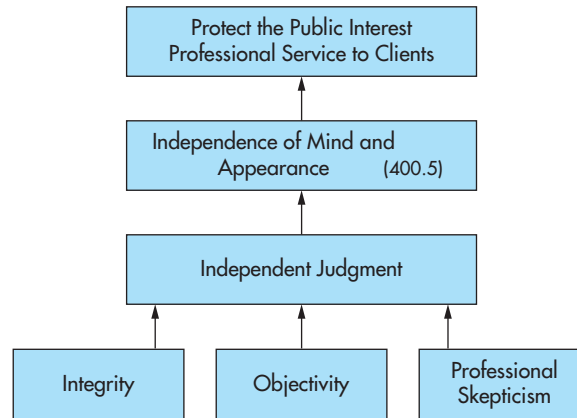 Protect the Public Interest
Professional Service to Clients
Independence of Mind and
Appearance (400.5)
Independent Judgment
Integrity
Objectivity
Professional
Skepticism